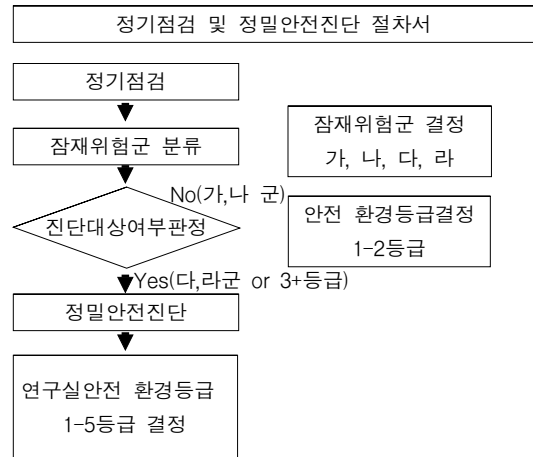 정기점검 및 정밀안전진단 절차서
정기점검
잠재위험군 분류
잠재위험군 결정
가, 나, 다, 라
No(가,나 군)
진단대상여부판정
안전 환경등급결정
1-2등급
Yes(다,라군 or 3+등급)
정밀안전진단
연구실안전 환경등급
1-5등급 결정